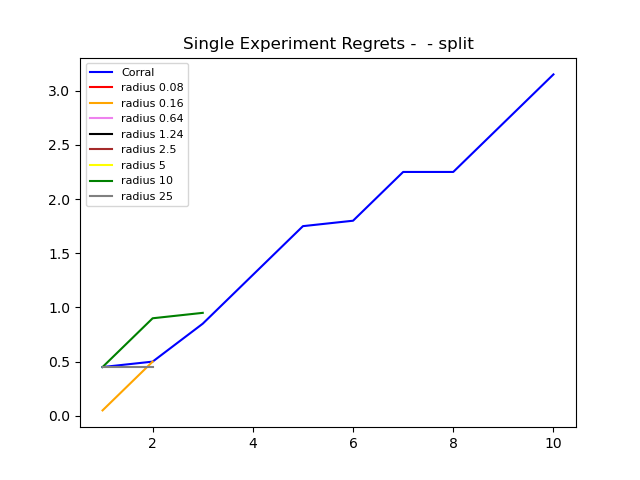 Single Experiment Regrets -  - split
Corral
radius 0.08
radius 0.16
radius 0.64
radius 1.24
radius 2.5
radius 5
radius 10
radius 25
3.0
2.5
2.0
1.5
1.0
0.5
0.0
2 4 6 8 10